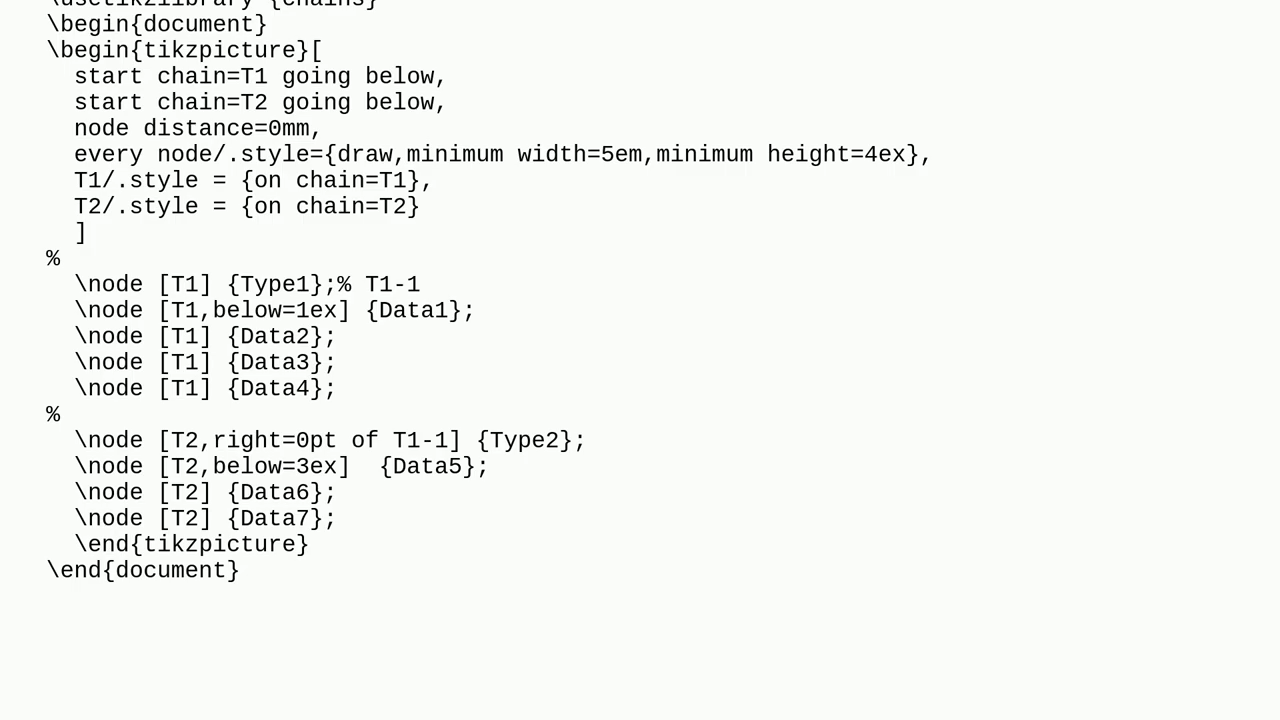 \usetikzlibrary {chains}
\begin{document}
\begin{tikzpicture}[
  start chain=T1 going below,
  start chain=T2 going below,
  node distance=0mm,
  every node/.style={draw,minimum width=5em,minimum height=4ex},
  T1/.style = {on chain=T1},
  T2/.style = {on chain=T2}
  ]
%
  \node [T1] {Type1};% T1-1
  \node [T1,below=1ex] {Data1};
  \node [T1] {Data2};
  \node [T1] {Data3};
  \node [T1] {Data4};
%
  \node [T2,right=0pt of T1-1] {Type2};
  \node [T2,below=3ex]  {Data5};
  \node [T2] {Data6};
  \node [T2] {Data7};
  \end{tikzpicture}
\end{document}